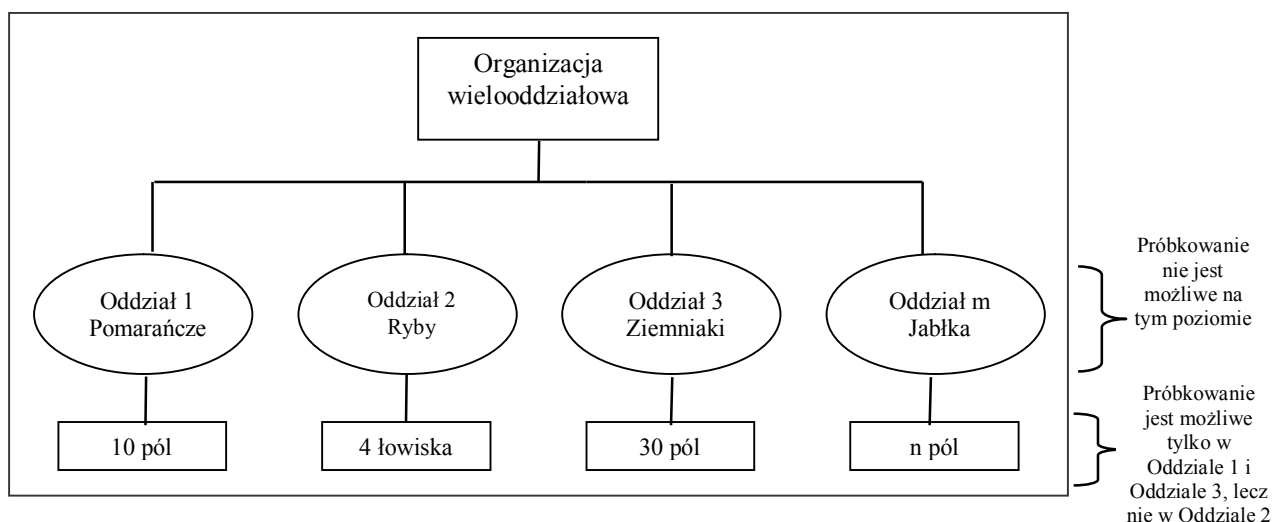 Organizacja
wielooddziałowa
Oddział 1
Pomarańcze
Oddział 2
Ryby
Oddział 3
Ziemniaki
Oddział m
Jabłka
Próbkowanie
nie jest
możliwe na
tym poziomie
10 pól
4 łowiska
30 pól
n pól
Próbkowanie
jest możliwe
tylko w
Oddziale 1 i
Oddziale 3, lecz
nie w Oddziale 2